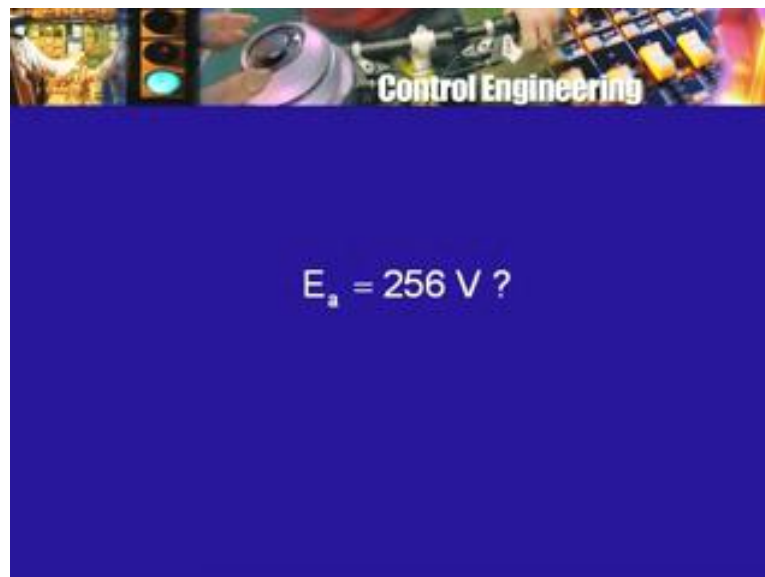 Control Engineering
Eₐ = 256 V ?